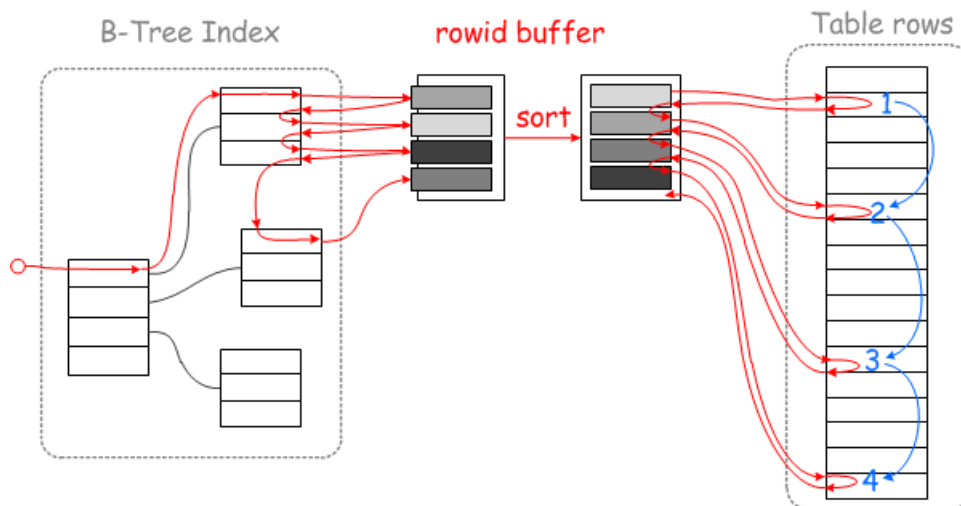 B-Tree Index
rowid buffer
Table rows
sort
1
2
3
4